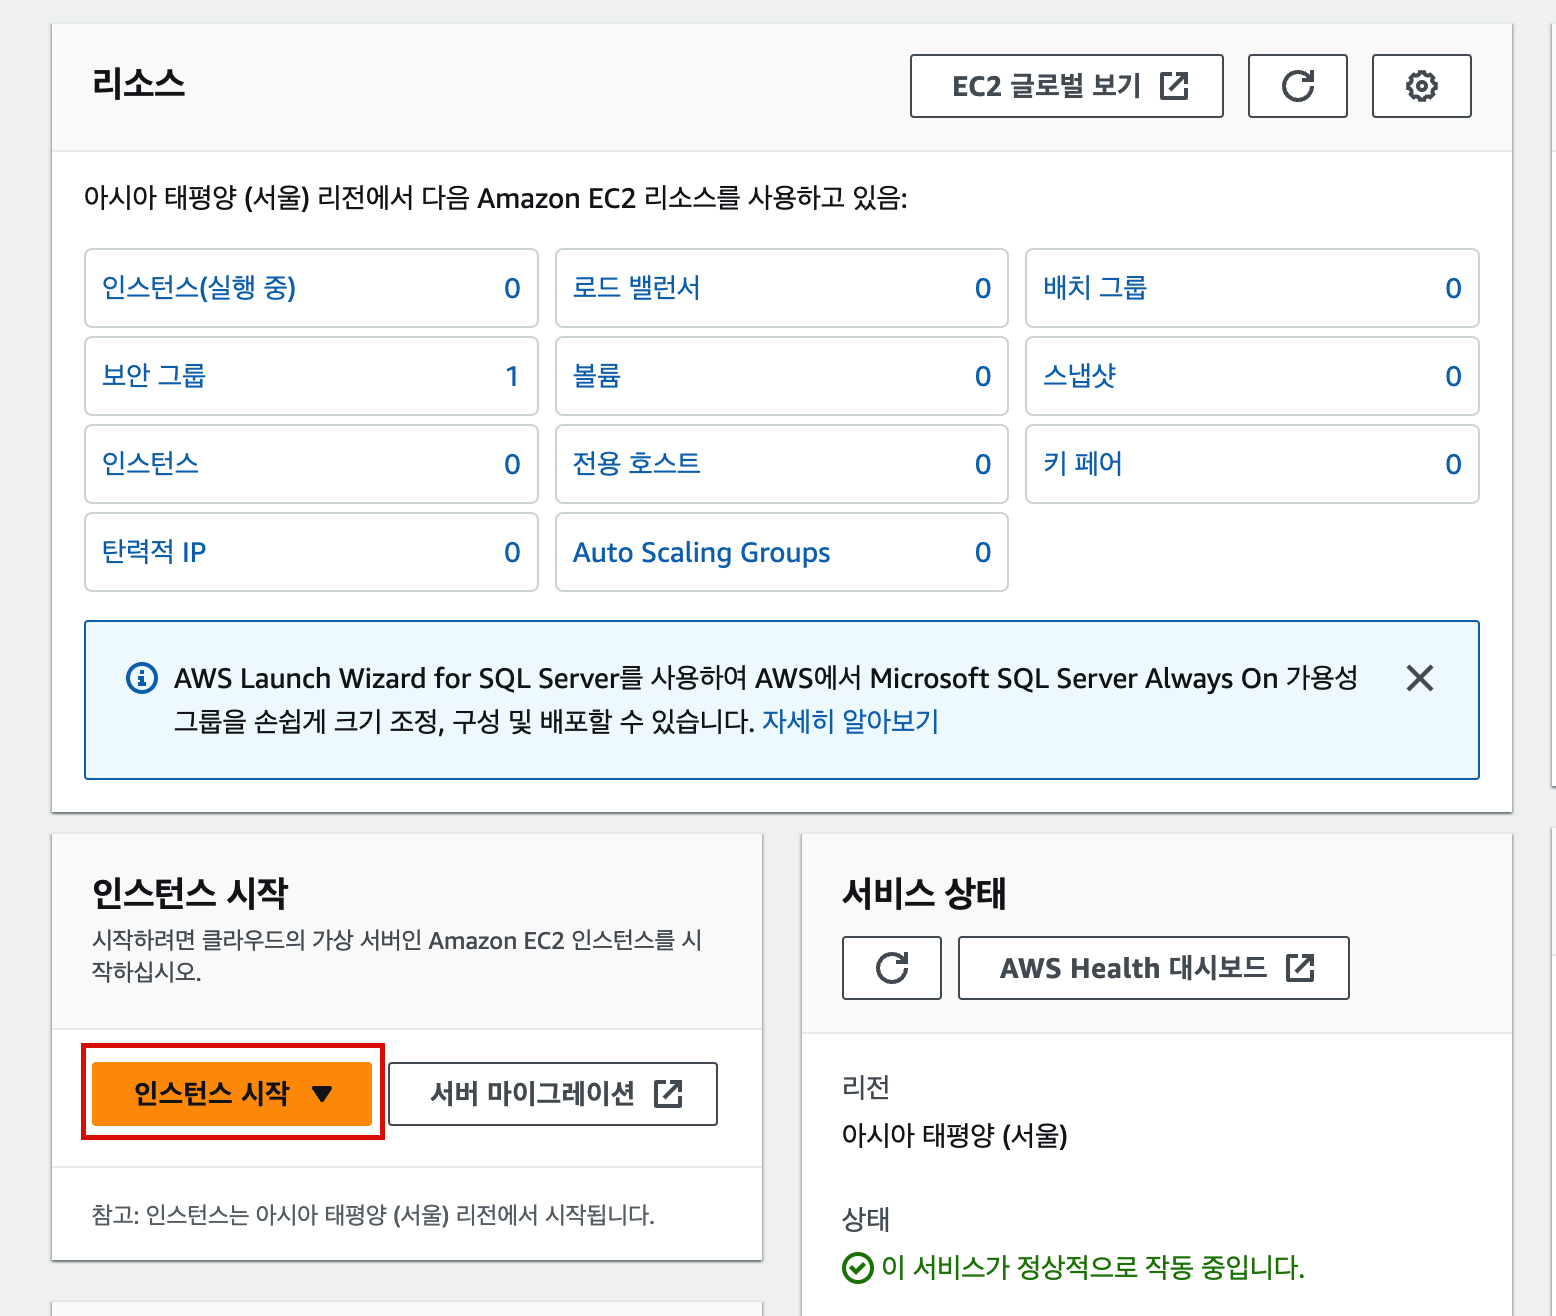 리소스
EC2 글로벌 보기
아시아 태평양 (서울) 리전에서 다음 Amazon EC2 리소스를 사용하고 있음:
인스턴스(실행 중) 0
로드 밸런서 0
배치 그룹 0
보안 그룹 1
볼륨 0
스냅샷 0
인스턴스 0
전용 호스트 0
키 페어 0
탄력적 IP 0
Auto Scaling Groups 0
AWS Launch Wizard for SQL Server를 사용하여 AWS에서 Microsoft SQL Server Always On 가용성
그룹을 손쉽게 크기 조정, 구성 및 배포할 수 있습니다. 자세히 알아보기
인스턴스 시작
시작하려면 클라우드의 가상 서버인 Amazon EC2 인스턴스를 시
작하십시오.
인스턴스 시작
서버 마이그레이션
참고: 인스턴스는 아시아 태평양 (서울) 리전에서 시작됩니다.
서비스 상태
AWS Health 대시보드
리전
아시아 태평양 (서울)
상태
이 서비스가 정상적으로 작동 중입니다.